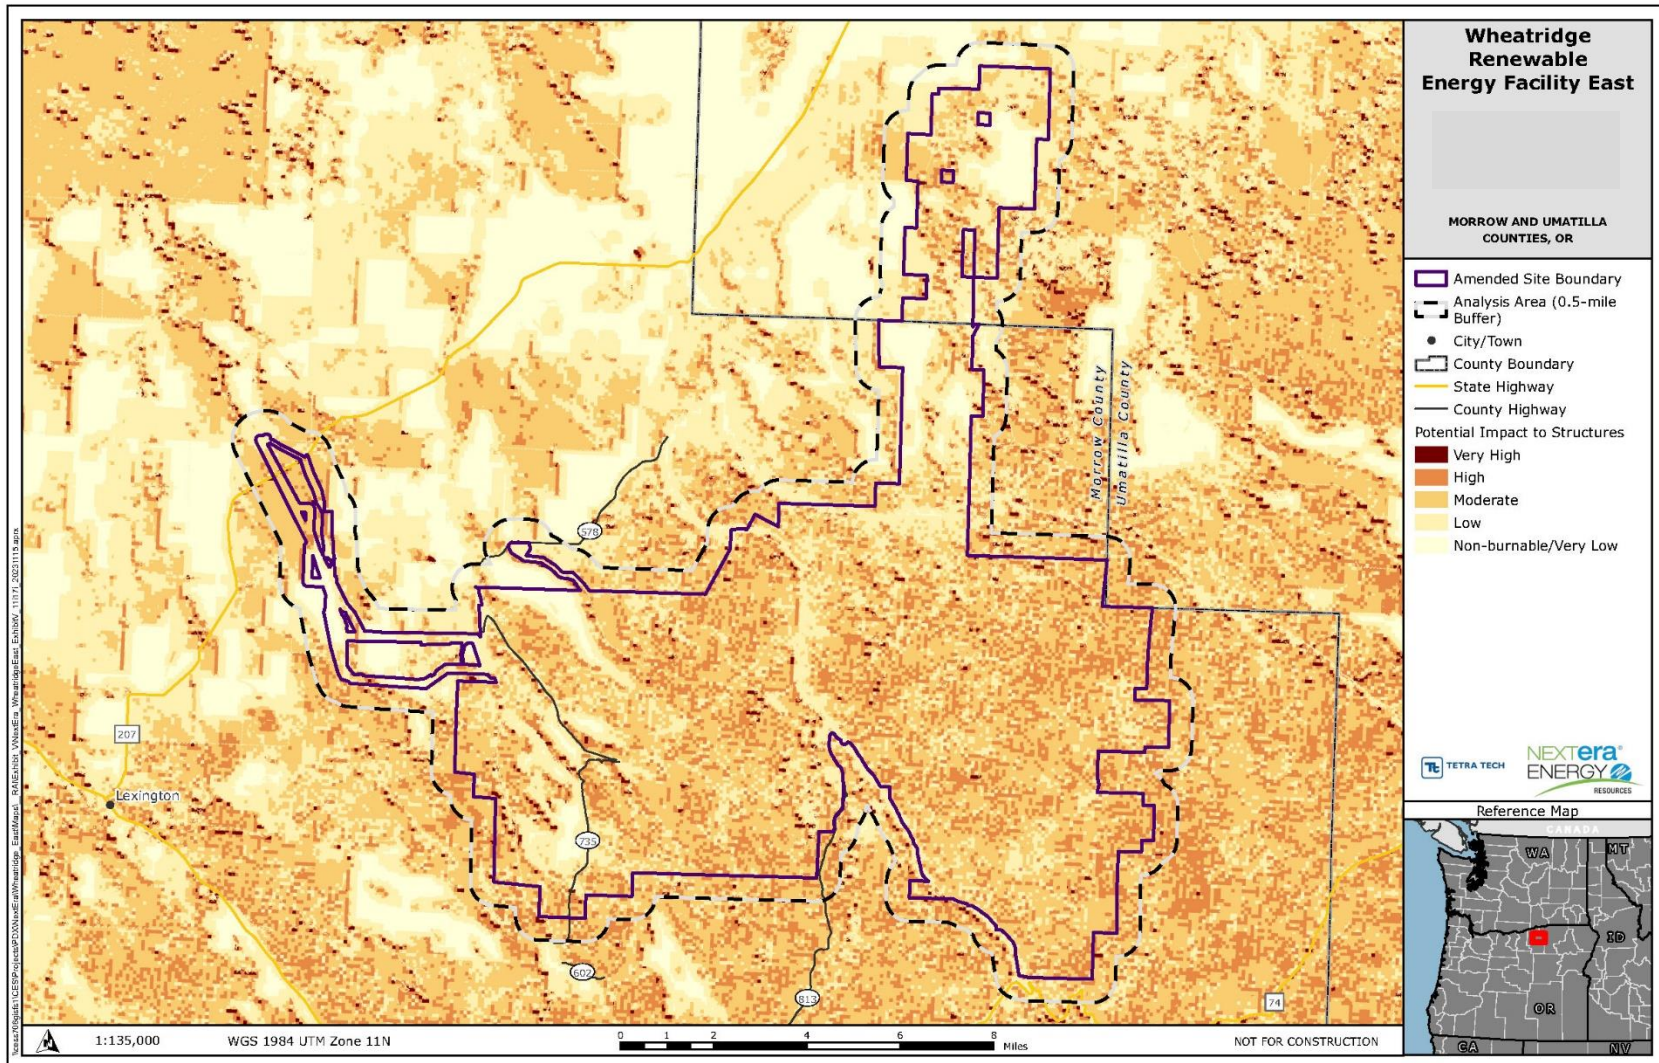 Wheatridge
Renewable
Energy Facility East
MORROW AND UMATILLA
COUNTIES, OR
Amended Site Boundary
Analysis Area (0.5-mile
Buffer)
City/Town
County Boundary
State Highway
County Highway
Potential Impact to Structures
Very High
High
Moderate
Low
Non-burnable/Very Low
TETRA TECH
NEXTera®
ENERGY
RESOURCES
Reference Map
CANADA
WA
MT
ID
OR
CA
NV
Morrow County
Umatilla County
578
207
Lexington
735
602
813
74
1:135,000
WGS 1984 UTM Zone 11N
0 1 2 4 6 8
Miles
NOT FOR CONSTRUCTION